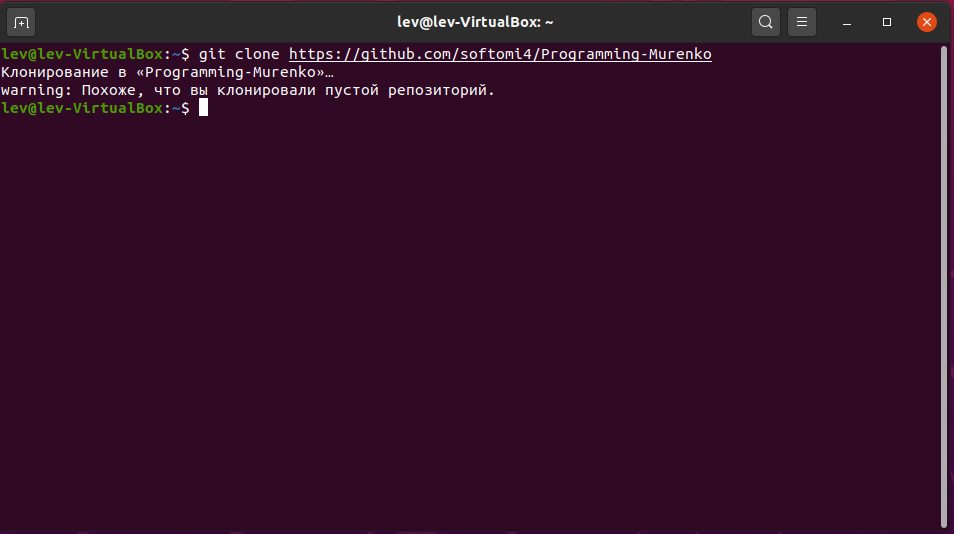 lev@lev-VirtualBox: ~
lev@lev-VirtualBox:~$ git clone https://github.com/softomi4/Programming-Murenko
Клонирование в «Programming-Murenko»…
warning: Похоже, что вы клонировали пустой репозиторий.
lev@lev-VirtualBox:~$